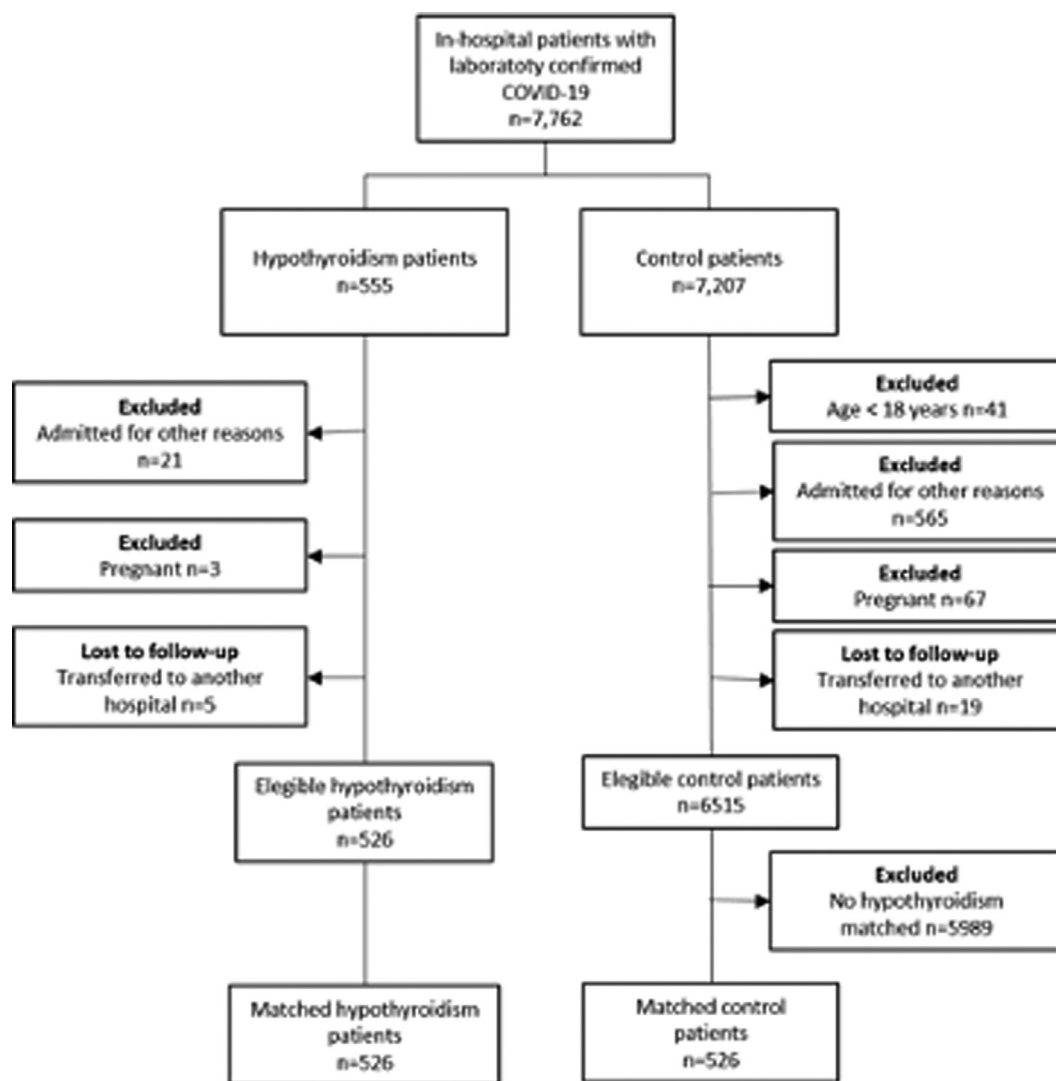 In-hospital patients with
laboratoty confirmed
COVID-19
n=7,762
Hypothyroidism patients
n=555
Control patients
n=7,207
Excluded
Admitted for other reasons
n=21
Excluded
Pregnant n=3
Lost to follow-up
Transferred to another
hospital n=5
Excluded
Age < 18 years n=41
Excluded
Admitted for other reasons
n=565
Excluded
Pregnant n=67
Lost to follow-up
Transferred to another
hospital n=19
Elegible hypothyroidism
patients
n=526
Elegible control patients
n=6515
Excluded
No hypothyroidism
matched n=5989
Matched hypothyroidism
patients
n=526
Matched control
patients
n=526